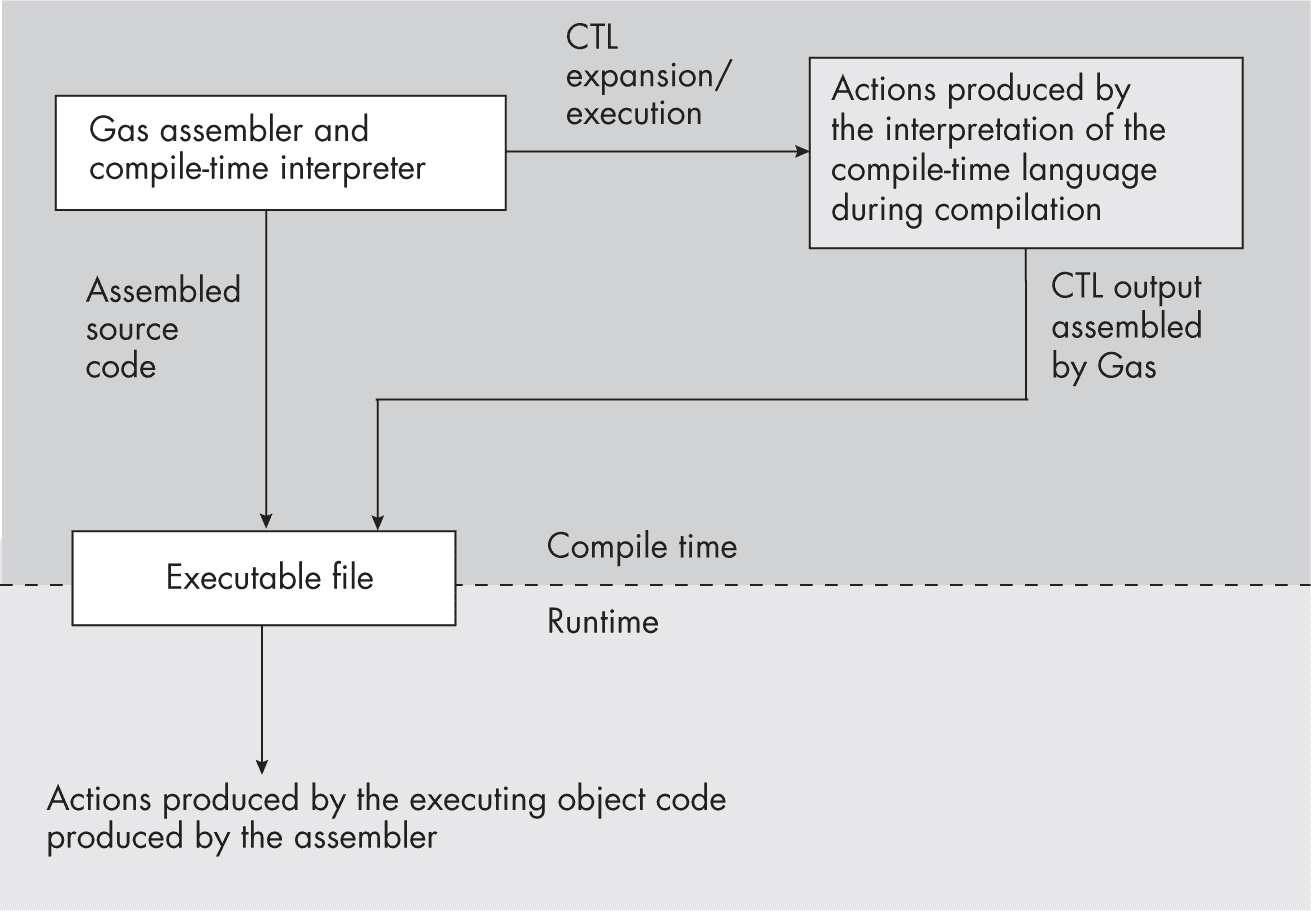 CTL
expansion/
execution
Gas assembler and
compile-time interpreter
Actions produced by
the interpretation of the
compile-time language
during compilation
Assembled
source
code
CTL output
assembled
by Gas
Executable file
Compile time
Runtime
Actions produced by the executing object code
produced by the assembler